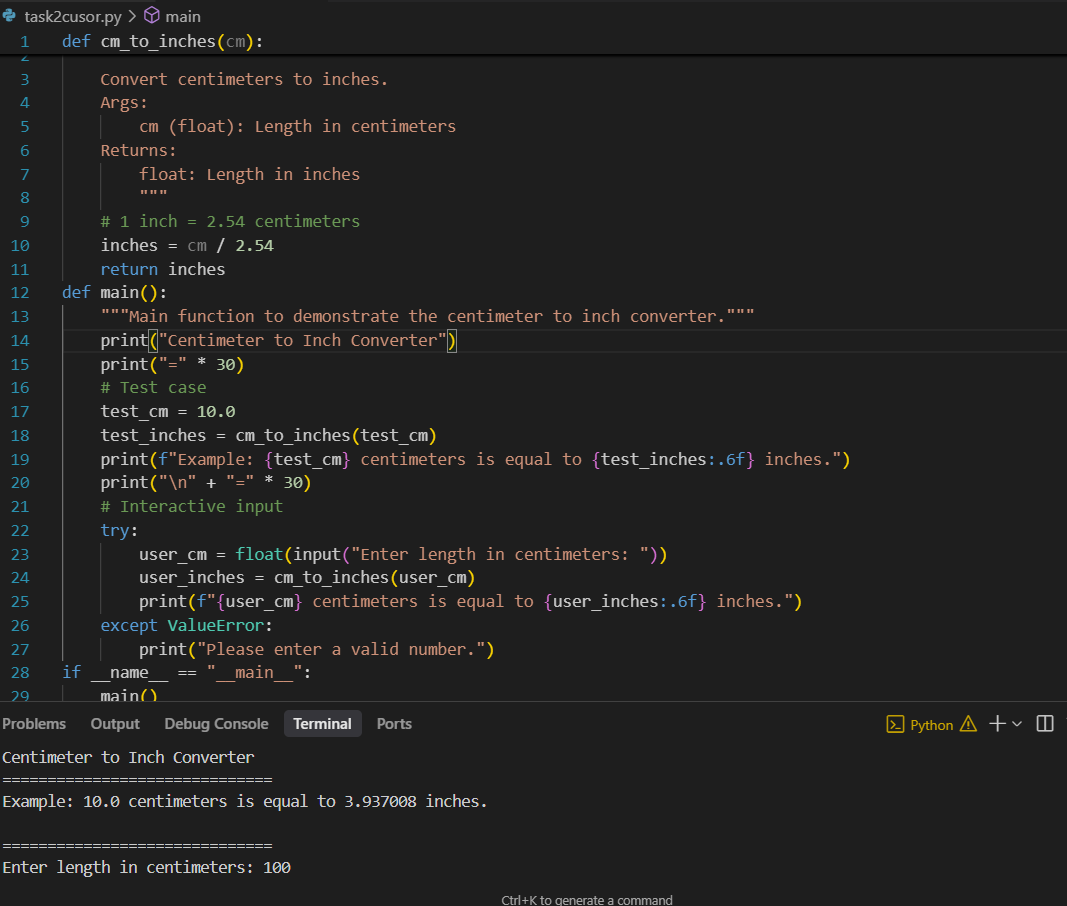 task2cusor.py > main
1 def cm_to_inches(cm):
2
3 Convert centimeters to inches.
4 Args:
5 cm (float): Length in centimeters
6 Returns:
7 float: Length in inches
8 """
9 # 1 inch = 2.54 centimeters
10 inches = cm / 2.54
11 return inches
12 def main():
13 """Main function to demonstrate the centimeter to inch converter."""
14 print("Centimeter to Inch Converter")
15 print("=" * 30)
16 # Test case
17 test_cm = 10.0
18 test_inches = cm_to_inches(test_cm)
19 print(f"Example: {test_cm} centimeters is equal to {test_inches:.6f} inches.")
20 print("\n" + "=" * 30)
21 # Interactive input
22 try:
23 user_cm = float(input("Enter length in centimeters: "))
24 user_inches = cm_to_inches(user_cm)
25 print(f"{user_cm} centimeters is equal to {user_inches:.6f} inches.")
26 except ValueError:
27 print("Please enter a valid number.")
28 if __name__ == "__main__":
29 main()
Problems Output Debug Console Terminal Ports Python
Centimeter to Inch Converter
==============================
Example: 10.0 centimeters is equal to 3.937008 inches.
==============================
Enter length in centimeters: 100
Ctrl+K to generate a command